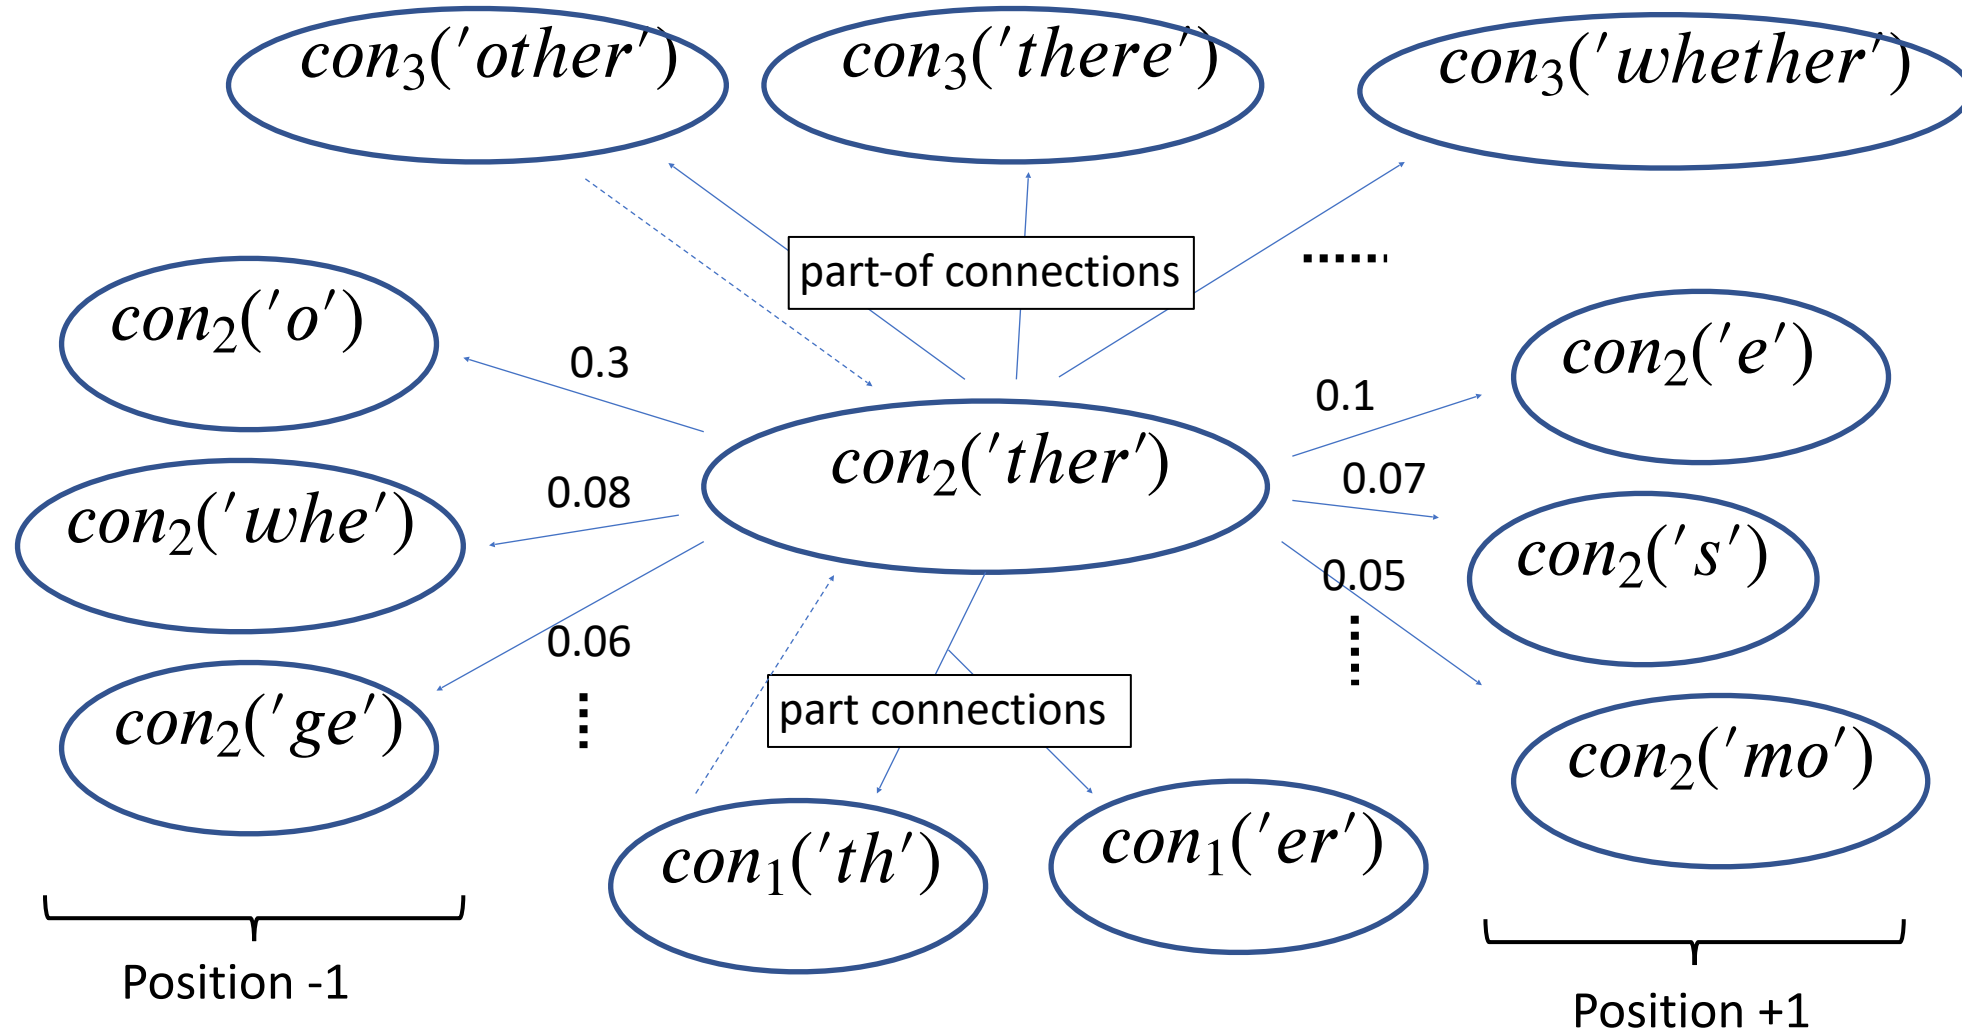 con₃('other')
con₃('there')
con₃('whether')
part-of connections
con₂('o')
0.3
0.1
con₂('e')
con₂('ther')
0.08
0.07
con₂('whe')
con₂('s')
0.05
0.06
con₂('ge')
part connections
con₂('mo')
con₁('th')
con₁('er')
Position -1
Position +1